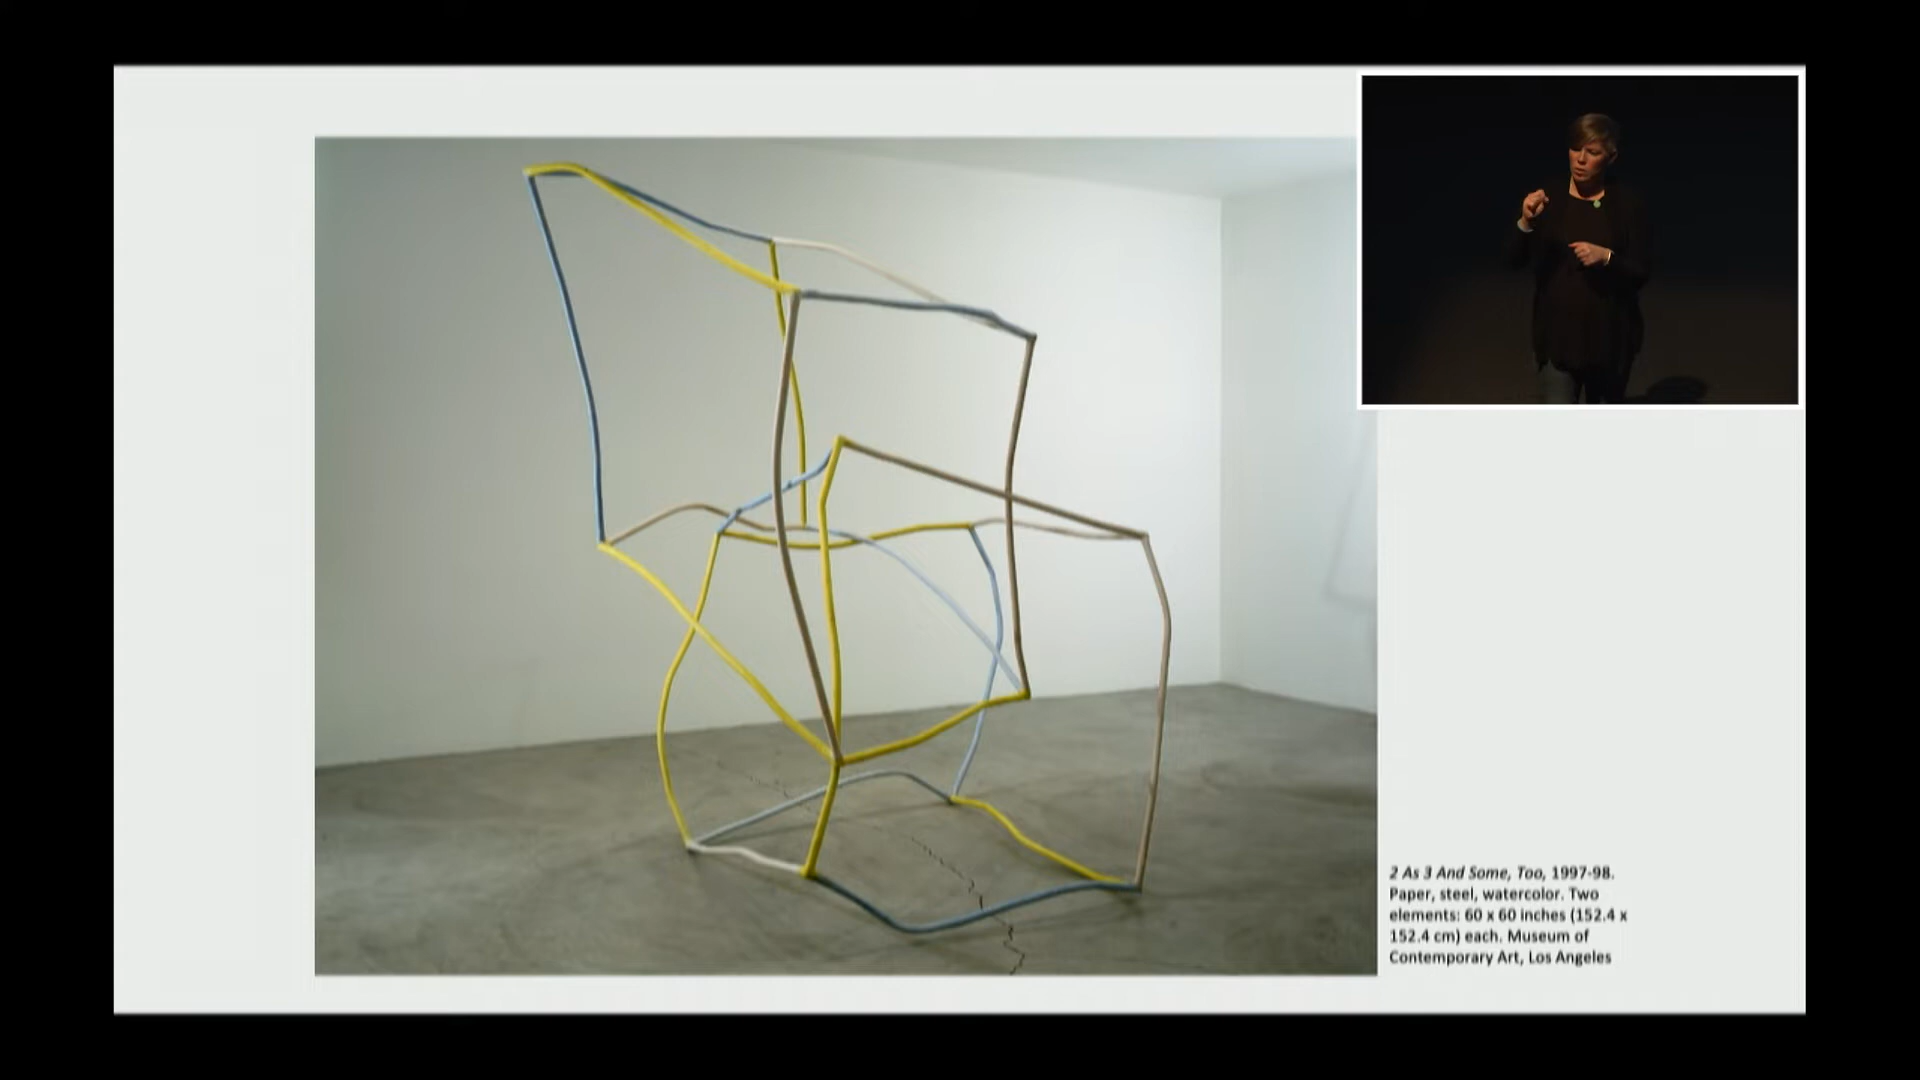 2 As 3 And Some, Too, 1997-98.
Paper, steel, watercolor. Two
elements: 60 x 60 inches (152.4 x
152.4 cm) each. Museum of
Contemporary Art, Los Angeles